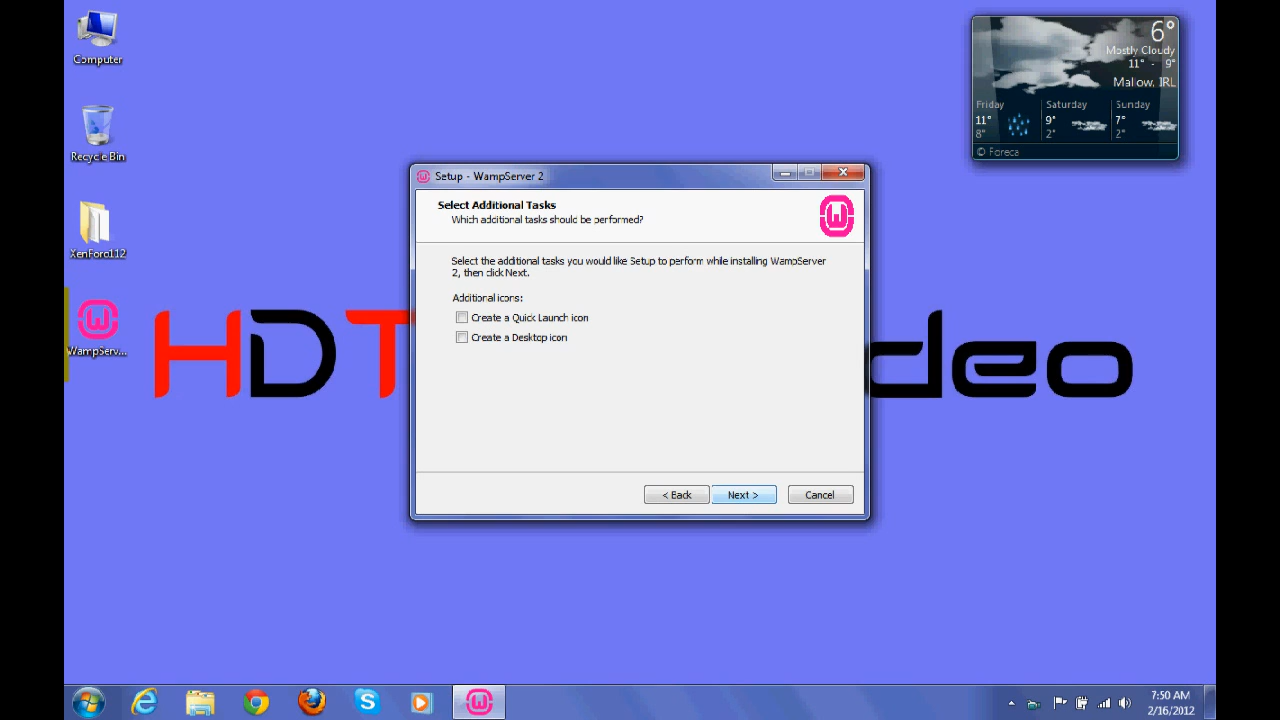 Computer
Recycle Bin
XenForo112
WampServ...
6°
Mostly Cloudy
11° - 9°
Mallow, IRL
Friday
Saturday
Sunday
11°
9°
7°
8°
2°
2°
© Foreca
HDT
deo
Setup - WampServer 2
Select Additional Tasks
Which additional tasks should be performed?
Select the additional tasks you would like Setup to perform while installing WampServer
2, then click Next.
Additional icons:
Create a Quick Launch icon
Create a Desktop icon
< Back
Next >
Cancel
7:50 AM
2/16/2012